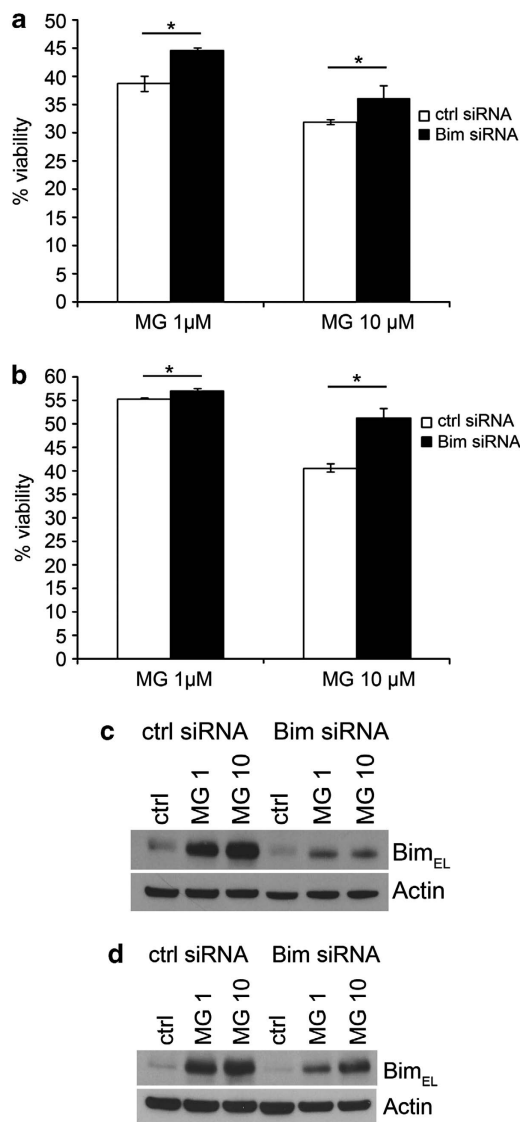 a
50
45
40
35
30
25
20
15
10
5
0
% viability
*
*
ctrl siRNA
Bim siRNA
MG 1µM
MG 10 µM
b
60
55
50
45
40
35
30
25
20
15
10
5
0
% viability
*
*
ctrl siRNA
Bim siRNA
MG 1µM
MG 10 µM
c
ctrl siRNA Bim siRNA
ctrl MG 1 MG 10 ctrl MG 1 MG 10
BimEL
Actin
d
ctrl siRNA Bim siRNA
ctrl MG 1 MG 10 ctrl MG 1 MG 10
BimEL
Actin